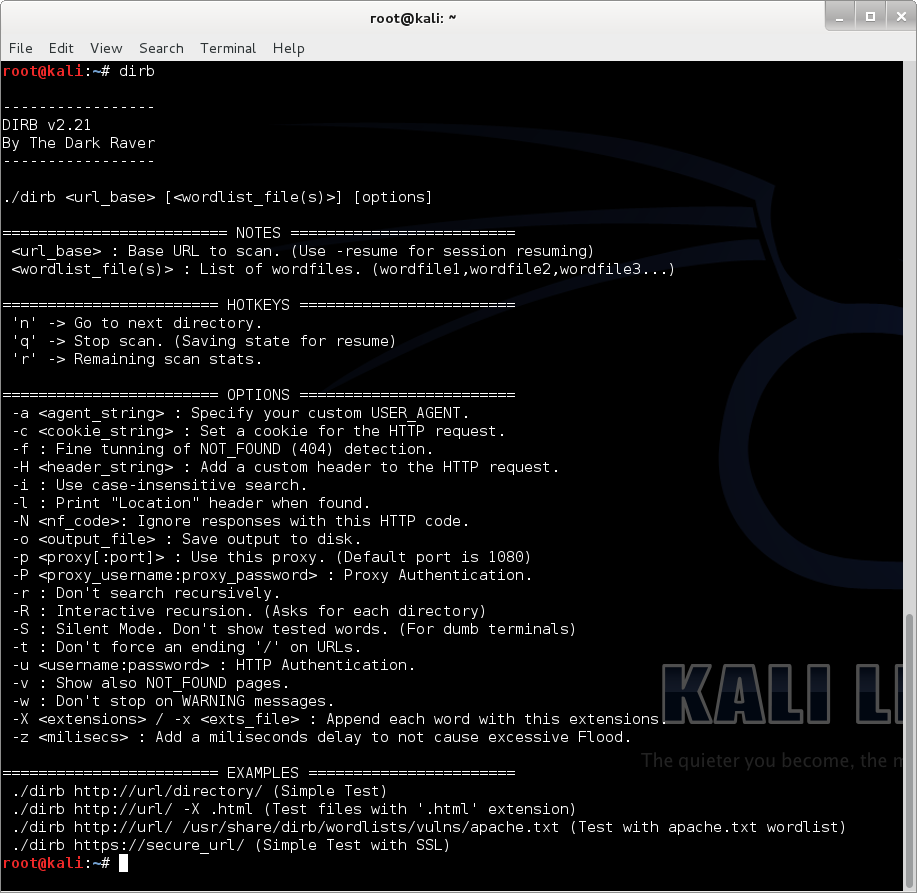 root@kali: ~
File Edit View Search Terminal Help
root@kali:~# dirb
-----------------
DIRB v2.21
By The Dark Raver
-----------------
./dirb <url_base> [<wordlist_file(s)>] [options]
========================= NOTES =========================
<url_base> : Base URL to scan. (Use -resume for session resuming)
<wordlist_file(s)> : List of wordfiles. (wordfile1,wordfile2,wordfile3...)
======================== HOTKEYS ========================
'n' -> Go to next directory.
'q' -> Stop scan. (Saving state for resume)
'r' -> Remaining scan stats.
======================== OPTIONS ========================
-a <agent_string> : Specify your custom USER_AGENT.
-c <cookie_string> : Set a cookie for the HTTP request.
-f : Fine tunning of NOT_FOUND (404) detection.
-H <header_string> : Add a custom header to the HTTP request.
-i : Use case-insensitive search.
-l : Print "Location" header when found.
-N <nf_code>: Ignore responses with this HTTP code.
-o <output_file> : Save output to disk.
-p <proxy[:port]> : Use this proxy. (Default port is 1080)
-P <proxy_username:proxy_password> : Proxy Authentication.
-r : Don't search recursively.
-R : Interactive recursion. (Asks for each directory)
-S : Silent Mode. Don't show tested words. (For dumb terminals)
-t : Don't force an ending '/' on URLs.
-u <username:password> : HTTP Authentication.
-v : Show also NOT_FOUND pages.
-w : Don't stop on WARNING messages.
-X <extensions> / -x <exts_file> : Append each word with this extensions.
-z <milisecs> : Add a miliseconds delay to not cause excessive Flood.
KALI LI
The quieter you become, the m
======================== EXAMPLES =======================
./dirb http://url/directory/ (Simple Test)
./dirb http://url/ -X .html (Test files with '.html' extension)
./dirb http://url/ /usr/share/dirb/wordlists/vulns/apache.txt (Test with apache.txt wordlist)
./dirb https://secure_url/ (Simple Test with SSL)
root@kali:~#